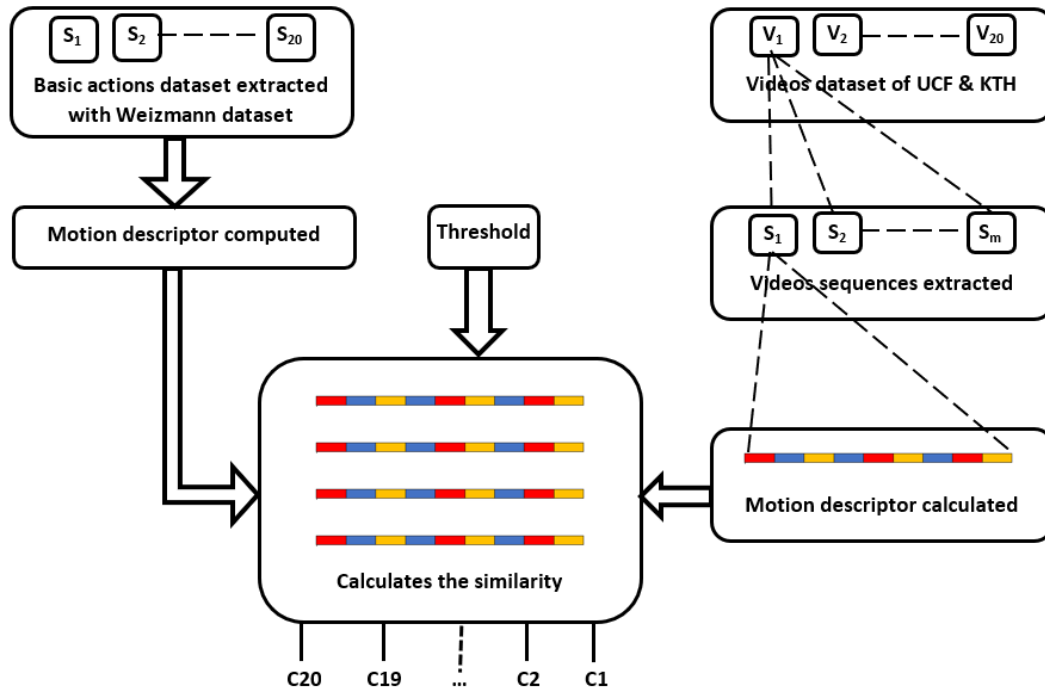 S1 S2 S20
Basic actions dataset extracted
with Weizmann dataset
Motion descriptor computed
Threshold
V1 V2 V20
Videos dataset of UCF & KTH
S1 S2 Sm
Videos sequences extracted
Motion descriptor calculated
Calculates the similarity
C20 C19 ... C2 C1